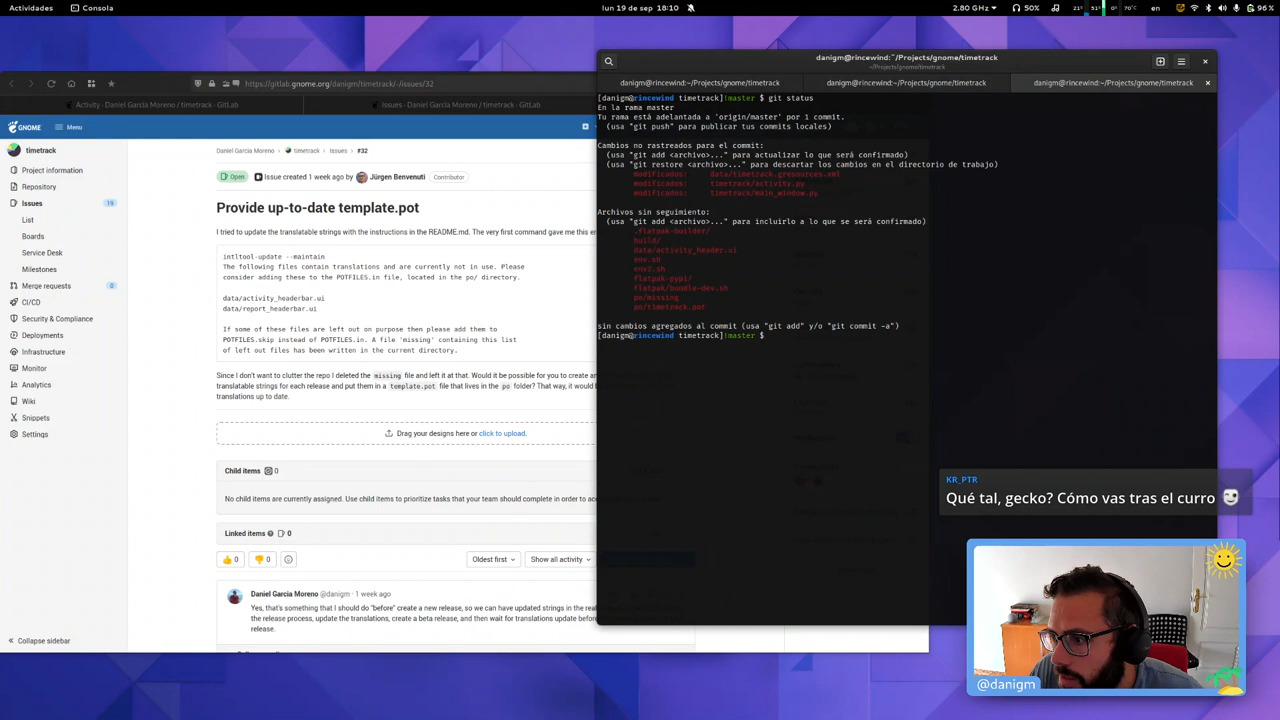 Actividades
Consola
lun 19 de sep 18:10
2.80 GHz
50%
21°
51°
0°
70°C
en
96 %
danigm@rincewind:~/Projects/gnome/timetrack
~/Projects/gnome/timetrack
danigm@rincewind:~/Projects/gnome/timetrack
danigm@rincewind:~/Projects/gnome/timetrack
danigm@rincewind:~/Projects/gnome/timetrack
https://gitlab.gnome.org/danigm/timetrack/-/issues/32
Activity · Daniel Garcia Moreno / timetrack · GitLab
Issues · Daniel Garcia Moreno / timetrack · GitLab
GNOME
Menu
timetrack
Project information
Repository
Issues
19
List
Boards
Service Desk
Milestones
Merge requests
0
CI/CD
Security & Compliance
Deployments
Infrastructure
Monitor
Analytics
Wiki
Snippets
Settings
Collapse sidebar
Daniel Garcia Moreno › timetrack › Issues › #32
Open
Issue created 1 week ago by Jürgen Benvenuti
Contributor
Provide up-to-date template.pot
I tried to update the translatable strings with the instructions in the README.md. The very first command gave me this er
intltool-update --maintain
The following files contain translations and are currently not in use. Please
consider adding these to the POTFILES.in file, located in the po/ directory.
data/activity_headerbar.ui
data/report_headerbar.ui
If some of these files are left out on purpose then please add them to
POTFILES.skip instead of POTFILES.in. A file 'missing' containing this list
of left out files has been written in the current directory.
Since I don't want to clutter the repo I deleted the missing file and left it at that. Would it be possible for you to create an
translatable strings for each release and put them in a template.pot file that lives in the po folder? That way, it would b
translations up to date.
Drag your designs here or click to upload.
Child items
0
No child items are currently assigned. Use child items to prioritize tasks that your team should complete in order to acc
Linked items
0
0
0
Oldest first
Show all activity
Daniel Garcia Moreno @danigm · 1 week ago
Yes, that's something that I should do "before" create a new release, so we can have updated strings in the real
the release process, update the translations, create a beta release, and then wait for translations update before
release.
[danigm@rincewind timetrack]!master $ git status
En la rama master
Tu rama está adelantada a 'origin/master' por 1 commit.
(usa "git push" para publicar tus commits locales)
Cambios no rastreados para el commit:
(usa "git add <archivo>..." para actualizar lo que será confirmado)
(usa "git restore <archivo>..." para descartar los cambios en el directorio de trabajo)
modificados: data/timetrack.gresources.xml
modificados: timetrack/activity.py
modificados: timetrack/main_window.py
Archivos sin seguimiento:
(usa "git add <archivo>..." para incluirlo a lo que se será confirmado)
.flatpak-builder/
build/
data/activity_header.ui
env.sh
env2.sh
flatpak-pypi/
flatpak/bundle-dev.sh
po/missing
po/timetrack.pot
sin cambios agregados al commit (usa "git add" y/o "git commit -a")
[danigm@rincewind timetrack]!master $
KR_PTR
Qué tal, gecko? Cómo vas tras el curro
@danigm